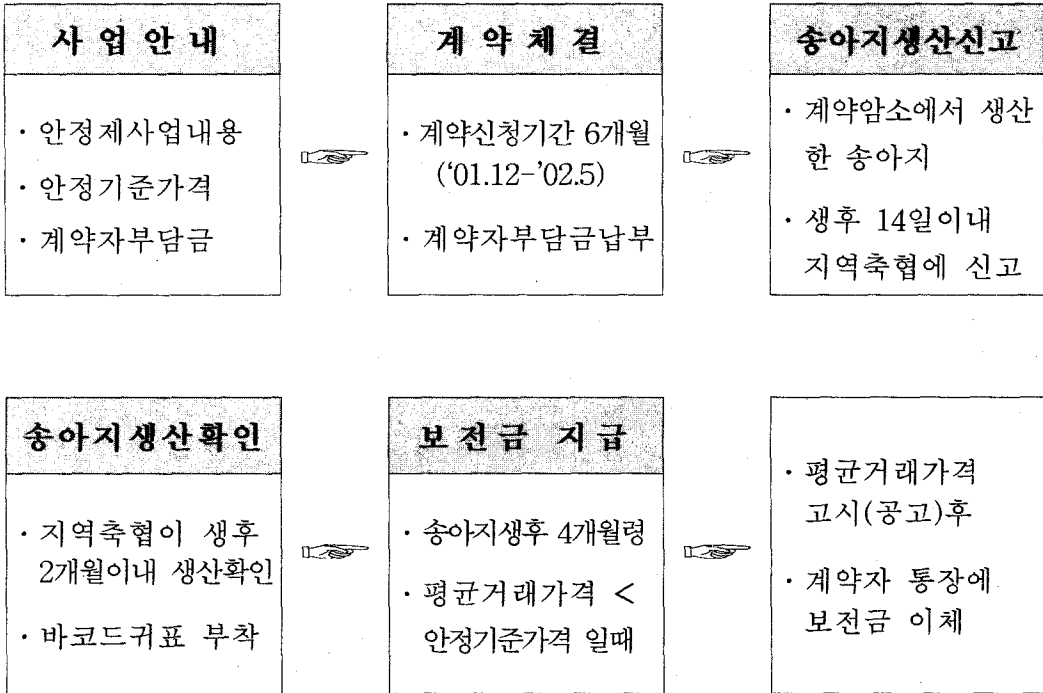 사업안내
· 안정제사업내용
· 안정기준가격
· 계약자부담금
계약체결
· 계약신청기간 6개월
(‘01.12-’02.5)
· 계약자부담금납부
송아지생산신고
· 계약암소에서 생산
한 송아지
· 생후 14일이내
지역축협에 신고
송아지생산확인
· 지역축협이 생후
2개월이내 생산확인
· 바코드귀표 부착
보전금 지급
· 송아지생후 4개월령
· 평균거래가격 <
안정기준가격 일때
· 평균거래가격
고시(공고)후
· 계약자 통장에
보전금 이체